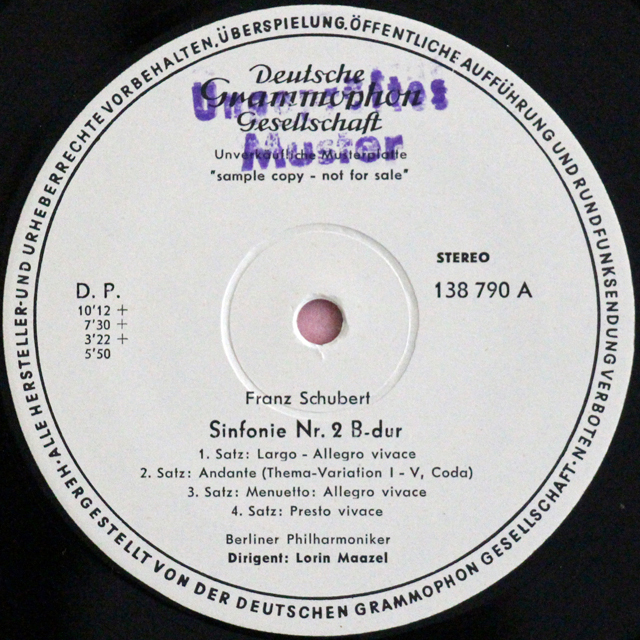 ALLE HERSTELLER- UND URHEBERRECHTE VORBEHALTEN. ÜBERSPIELUNG, ÖFFENTLICHE AUFFÜHRUNG UND RUNDFUNKSENDUNG VERBOTEN.
Deutsche
Grammophon
Gesellschaft
Ungeprüftes
Muster
Unverkäufliche Musterplatte
"sample copy - not for sale"
STEREO
138 790 A
D. P.
10'12 +
7'30 +
3'22 +
5'50
Franz Schubert
Sinfonie Nr. 2 B-dur
1. Satz: Largo - Allegro vivace
2. Satz: Andante (Thema-Variation I - V, Coda)
3. Satz: Menuetto: Allegro vivace
4. Satz: Presto vivace
Berliner Philharmoniker
Dirigent: Lorin Maazel
· HERGESTELLT VON DER DEUTSCHEN GRAMMOPHON GESELLSCHAFT ·